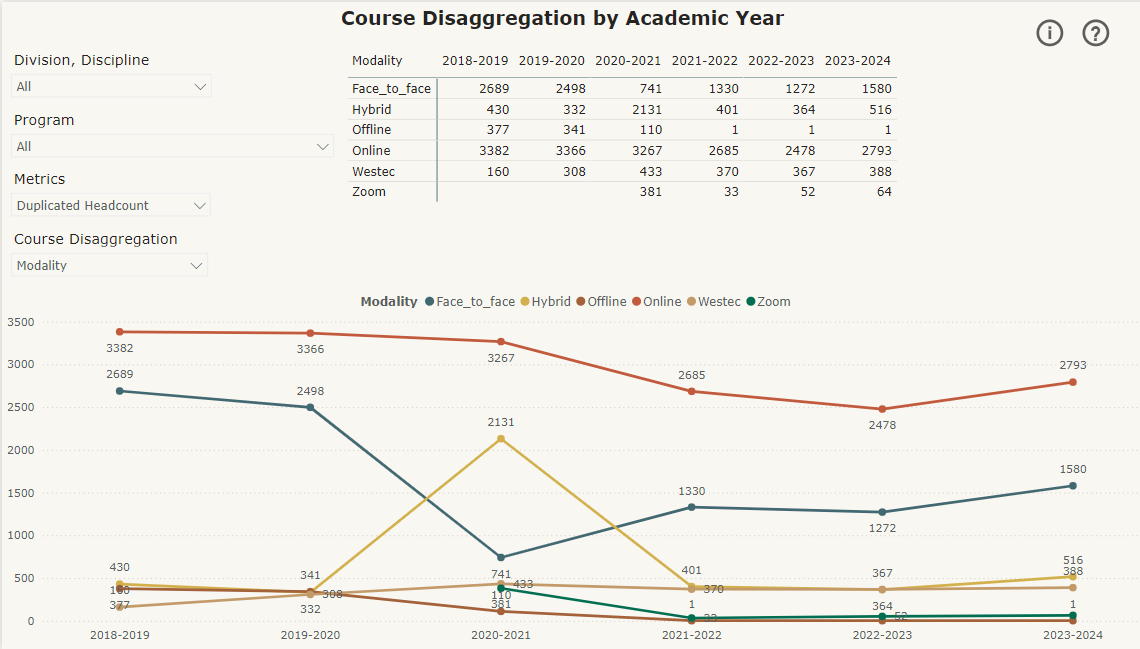 Course Disaggregation by Academic Year
Division, Discipline
All
Program
All
Metrics
Duplicated Headcount
Course Disaggregation
Modality
Modality 2018-2019 2019-2020 2020-2021 2021-2022 2022-2023 2023-2024
Face_to_face 2689 2498 741 1330 1272 1580
Hybrid 430 332 2131 401 364 516
Offline 377 341 110 1 1 1
Online 3382 3366 3267 2685 2478 2793
Westec 160 308 433 370 367 388
Zoom 381 33 52 64
Modality Face_to_face Hybrid Offline Online Westec Zoom
3500
3000
2500
2000
1500
1000
500
0
3382
2689
430
160
377
3366
2498
341
308
332
3267
2131
741
433
110
381
2685
1330
401
370
1
33
2478
1272
367
364
52
2793
1580
516
388
1
2018-2019 2019-2020 2020-2021 2021-2022 2022-2023 2023-2024